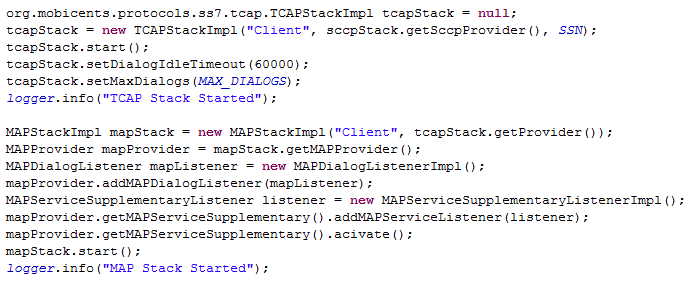 org.mobicents.protocols.ss7.tcap.TCAPStackImpl tcapStack = null;
tcapStack = new TCAPStackImpl("Client", sccpStack.getSccpProvider(), SSN);
tcapStack.start();
tcapStack.setDialogIdleTimeout(60000);
tcapStack.setMaxDialogs(MAX_DIALOGS);
logger.info("TCAP Stack Started");

MAPStackImpl mapStack = new MAPStackImpl("Client", tcapStack.getProvider());
MAPProvider mapProvider = mapStack.getMAPProvider();
MAPDialogListener mapListener = new MAPDialogListenerImpl();
mapProvider.addMAPDialogListener(mapListener);
MAPServiceSupplementaryListener listener = new MAPServiceSupplementaryListenerImpl();
mapProvider.getMAPServiceSupplementary().addMAPServiceListener(listener);
mapProvider.getMAPServiceSupplementary().acivate();
mapStack.start();
logger.info("MAP Stack Started");